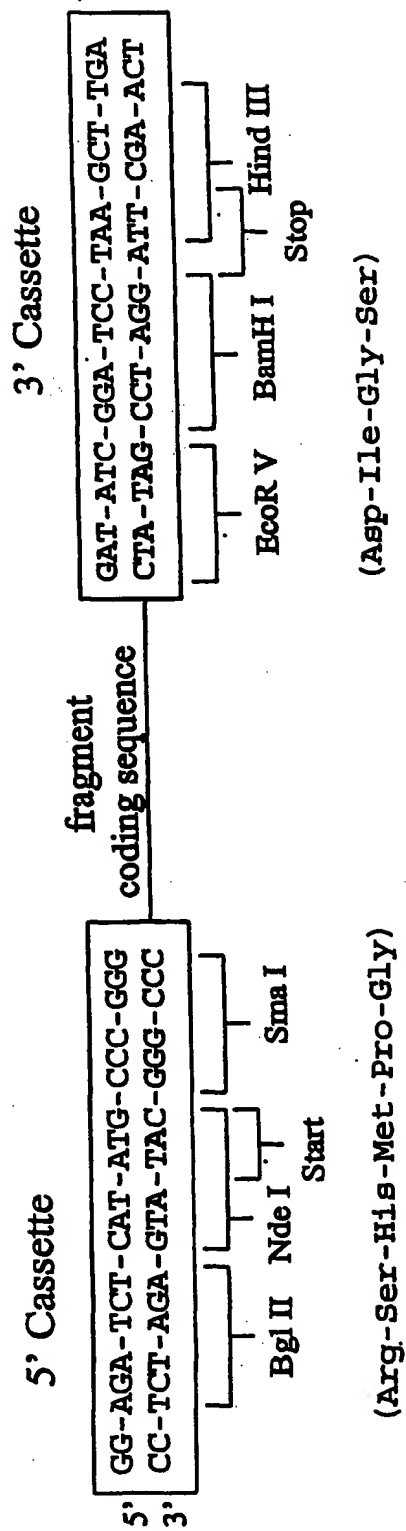 5' Cassette
3' Cassette
5' GG-AGA-TCT-CAT-ATG-CCC-GGG
3' CC-TCT-AGA-GTA-TAC-GGG-CCC
fragment
coding sequence
GAT-ATC-GGA-TCC-TAA-GCT-TGA
CTA-TAG-CCT-AGG-ATT-CGA-ACT
Bgl II
Nde I
Start
Sma I
EcoR V
BamH I
Stop
Hind III
(Arg-Ser-His-Met-Pro-Gly)
(Asp-Ile-Gly-Ser)